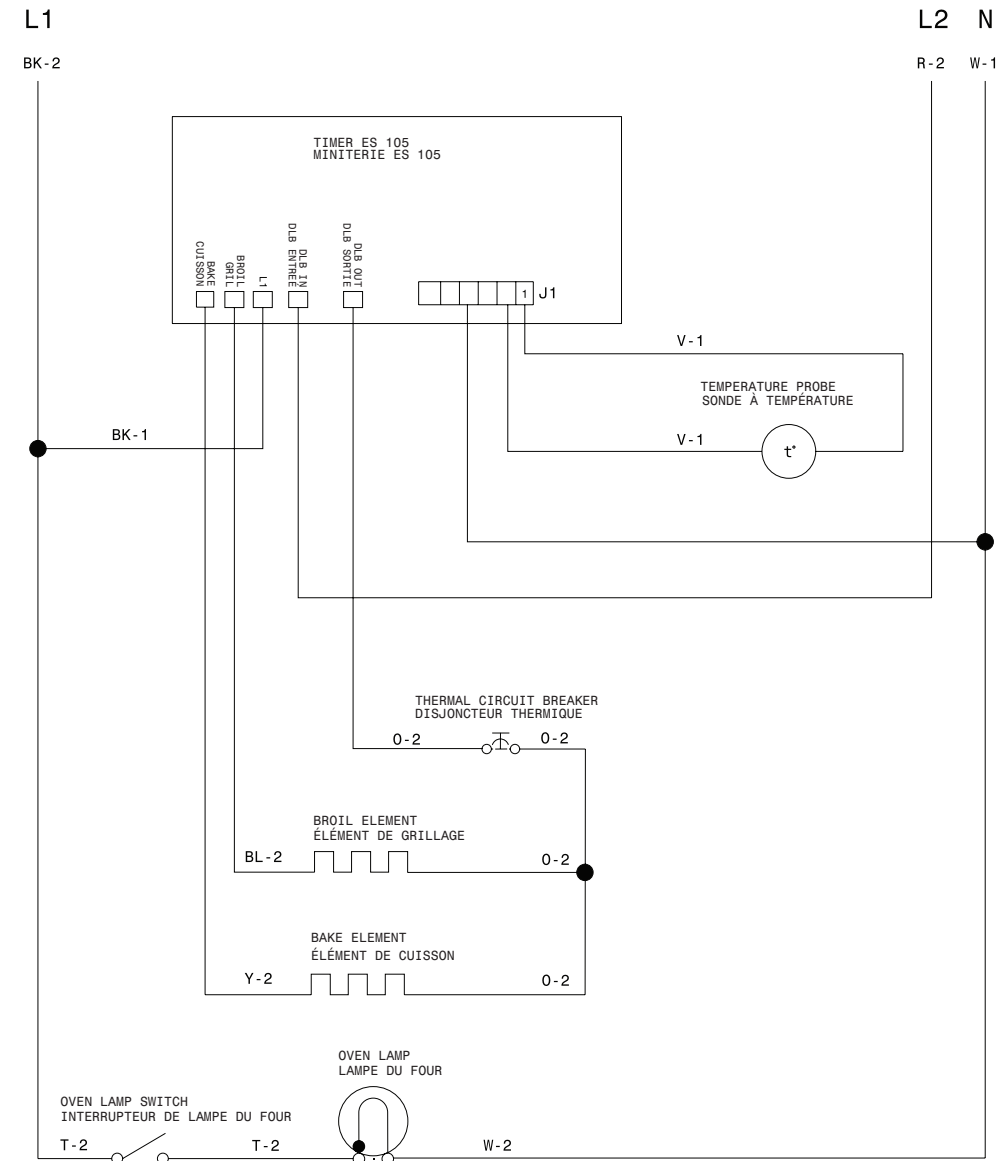 L1
L2 N
BK-2
R-2 W-1
TIMER ES 105
MINITERIE ES 105
BAKE
CUISSON
BROIL
GRIL
L1
DLB IN
DLB ENTREÉ
DLB OUT
DLB SORTIE
1
J1
V-1
TEMPERATURE PROBE
SONDE À TEMPÉRATURE
BK-1
V-1
t°
THERMAL CIRCUIT BREAKER
DISJONCTEUR THERMIQUE
O-2
O-2
BROIL ELEMENT
ÉLÉMENT DE GRILLAGE
BL-2
O-2
BAKE ELEMENT
ÉLÉMENT DE CUISSON
Y-2
O-2
OVEN LAMP
LAMPE DU FOUR
OVEN LAMP SWITCH
INTERRUPTEUR DE LAMPE DU FOUR
T-2
T-2
W-2